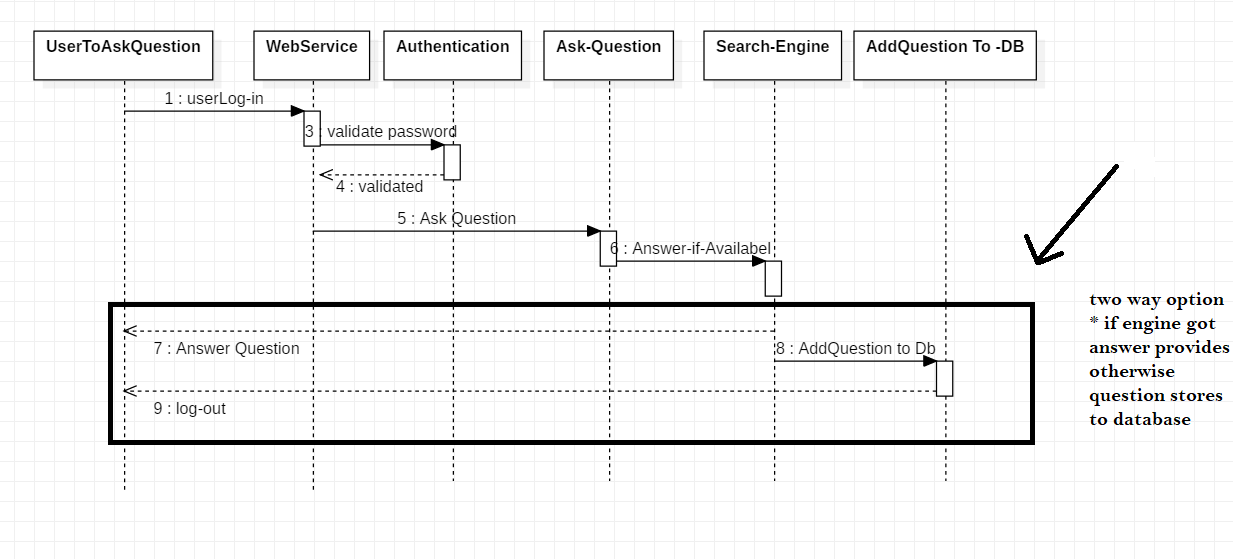 UserToAskQuestion
WebService
Authentication
Ask-Question
Search-Engine
AddQuestion To -DB
1 : userLog-in
3 : validate password
4 : validated
5 : Ask Question
6 : Answer-if-Availabel
7 : Answer Question
8 : AddQuestion to Db
9 : log-out
two way option
* if engine got
answer provides
otherwise
question stores
to database